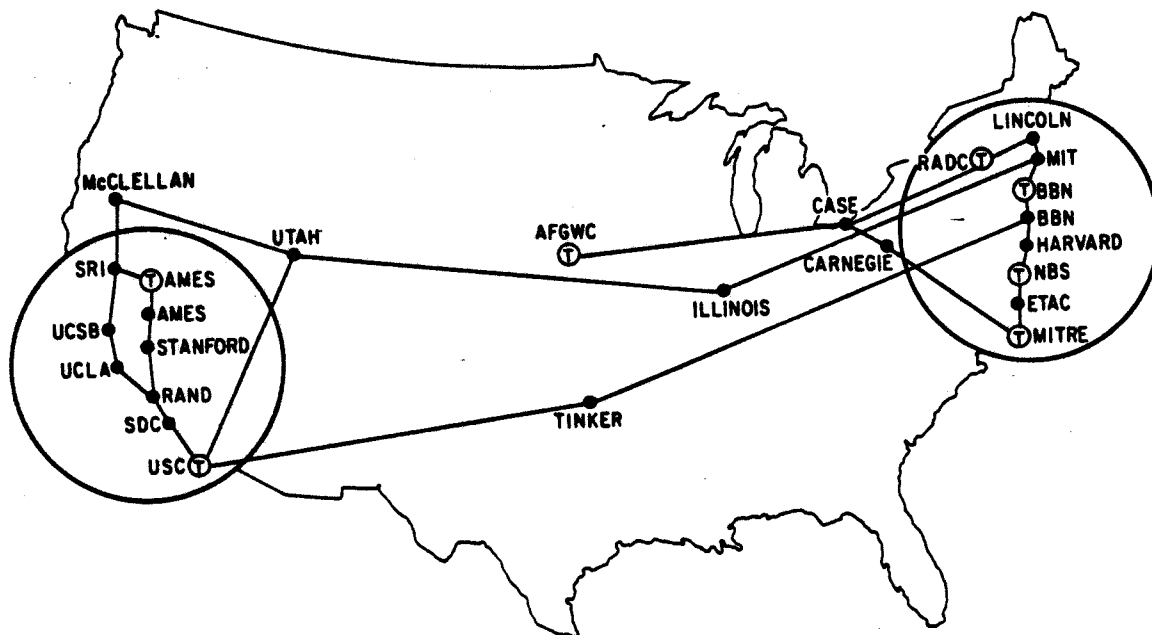 LINCOLN
RADC T
MIT
McCLELLAN
T BBN
CASE
BBN
UTAH
AFGWC
T
HARVARD
CARNEGIE
SRI
T AMES
T NBS
ILLINOIS
ETAC
AMES
UCSB
T MITRE
STANFORD
UCLA
RAND
TINKER
SDC
USC T